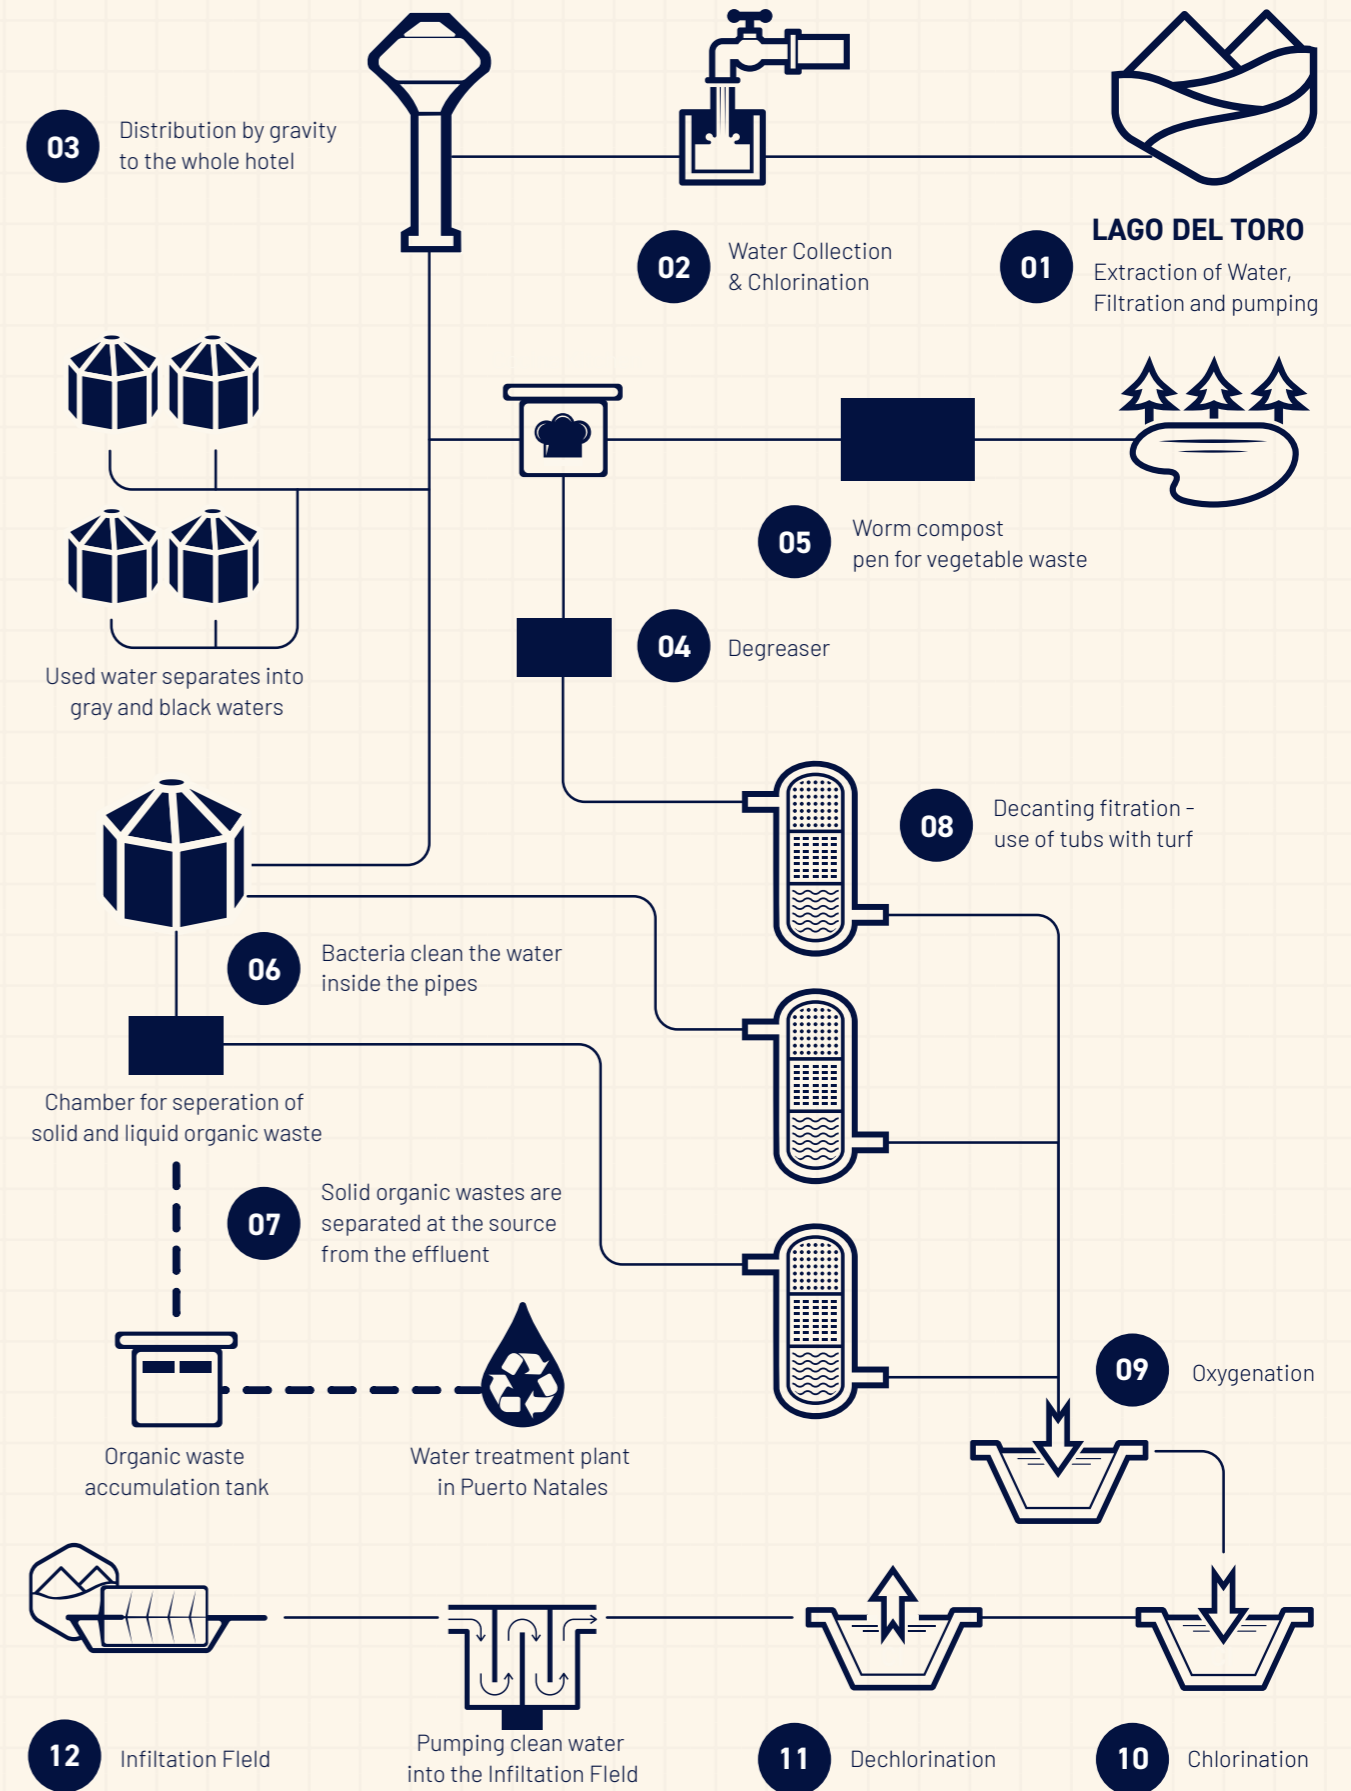 03
Distribution by gravity
to the whole hotel
02
Water Collection
& Chlorination
LAGO DEL TORO
01
Extraction of Water,
Filtration and pumping
05
Worm compost
pen for vegetable waste
04
Degreaser
Used water separates into
gray and black waters
08
Decanting fitration -
use of tubs with turf
06
Bacteria clean the water
inside the pipes
Chamber for seperation of
solid and liquid organic waste
07
Solid organic wastes are
separated at the source
from the effluent
09
Oxygenation
Organic waste
accumulation tank
Water treatment plant
in Puerto Natales
12
Infiltation FIeld
Pumping clean water
into the Infiltation FIeld
11
Dechlorination
10
Chlorination